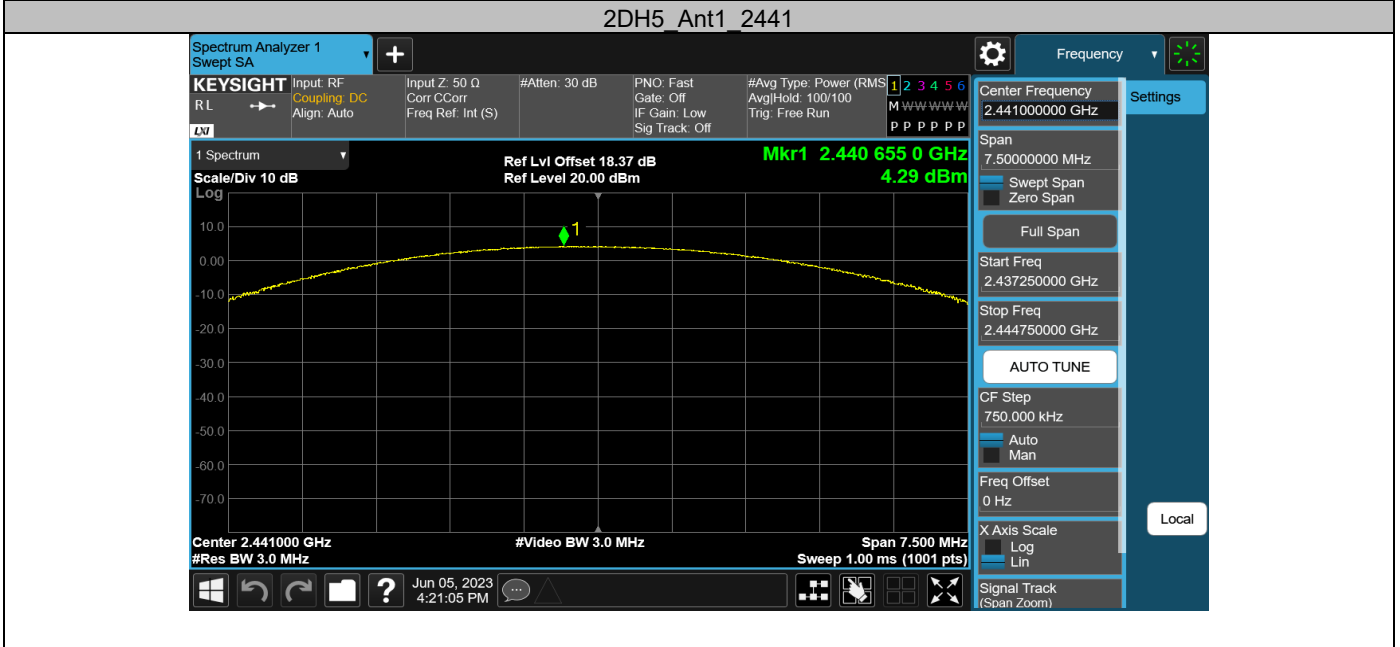 2DH5_Ant1_2441
Spectrum Analyzer 1
Swept SA
+
Frequency
KEYSIGHT
RL
LXI
Input: RF
Coupling: DC
Align: Auto
Input Z: 50 Ω
Corr CCorr
Freq Ref: Int (S)
#Atten: 30 dB
PNO: Fast
Gate: Off
IF Gain: Low
Sig Track: Off
#Avg Type: Power (RMS
Avg|Hold: 100/100
Trig: Free Run
1 2 3 4 5 6
M W W W W W
P P P P P P
1 Spectrum
Scale/Div 10 dB
Log
Ref Lvl Offset 18.37 dB
Ref Level 20.00 dBm
Mkr1 2.440 655 0 GHz
4.29 dBm
1
10.0
0.00
-10.0
-20.0
-30.0
-40.0
-50.0
-60.0
-70.0
Center 2.441000 GHz
#Res BW 3.0 MHz
#Video BW 3.0 MHz
Span 7.500 MHz
Sweep 1.00 ms (1001 pts)
?
Jun 05, 2023
4:21:05 PM
Center Frequency
2.441000000 GHz
Span
7.50000000 MHz
Swept Span
Zero Span
Full Span
Start Freq
2.437250000 GHz
Stop Freq
2.444750000 GHz
AUTO TUNE
CF Step
750.000 kHz
Auto
Man
Freq Offset
0 Hz
X Axis Scale
Log
Lin
Signal Track
(Span Zoom)
Settings
Local